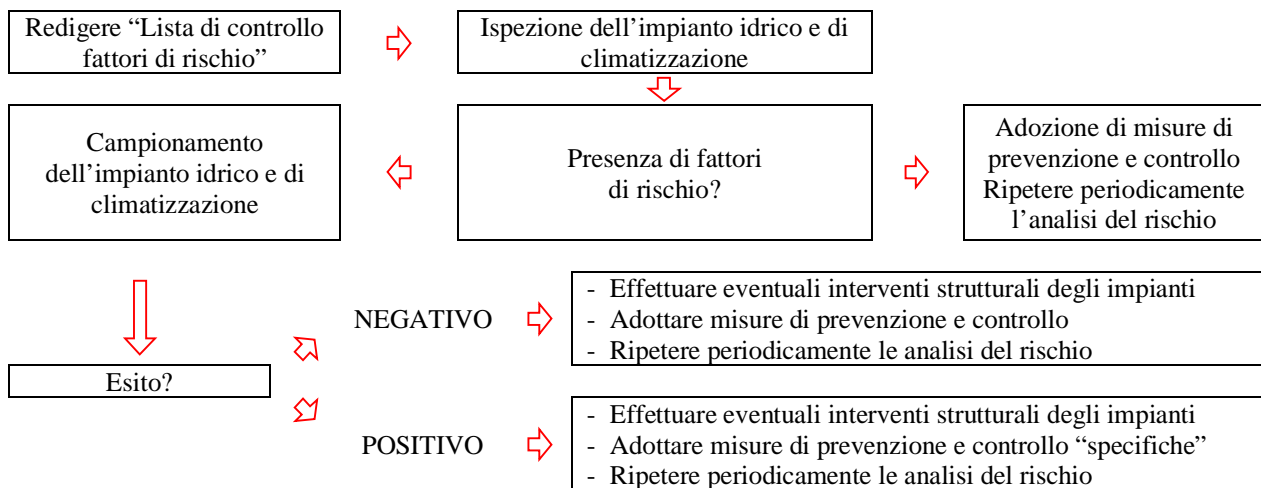 Redigere “Lista di controllo
fattori di rischio”
Ispezione dell’impianto idrico e di
climatizzazione
Campionamento
dell’impianto idrico e di
climatizzazione
Presenza di fattori
di rischio?
Adozione di misure di
prevenzione e controllo
Ripetere periodicamente
l’analisi del rischio
Esito?
NEGATIVO
- Effettuare eventuali interventi strutturali degli impianti
- Adottare misure di prevenzione e controllo
- Ripetere periodicamente le analisi del rischio
POSITIVO
- Effettuare eventuali interventi strutturali degli impianti
- Adottare misure di prevenzione e controllo “specifiche”
- Ripetere periodicamente le analisi del rischio